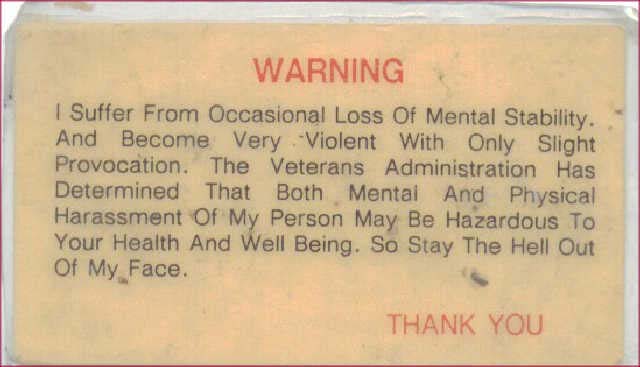 WARNING
I Suffer From Occasional Loss Of Mental Stability.
And Become Very Violent With Only Slight
Provocation. The Veterans Administration Has
Determined That Both Mental And Physical
Harassment Of My Person May Be Hazardous To
Your Health And Well Being. So Stay The Hell Out
Of My Face.
THANK YOU